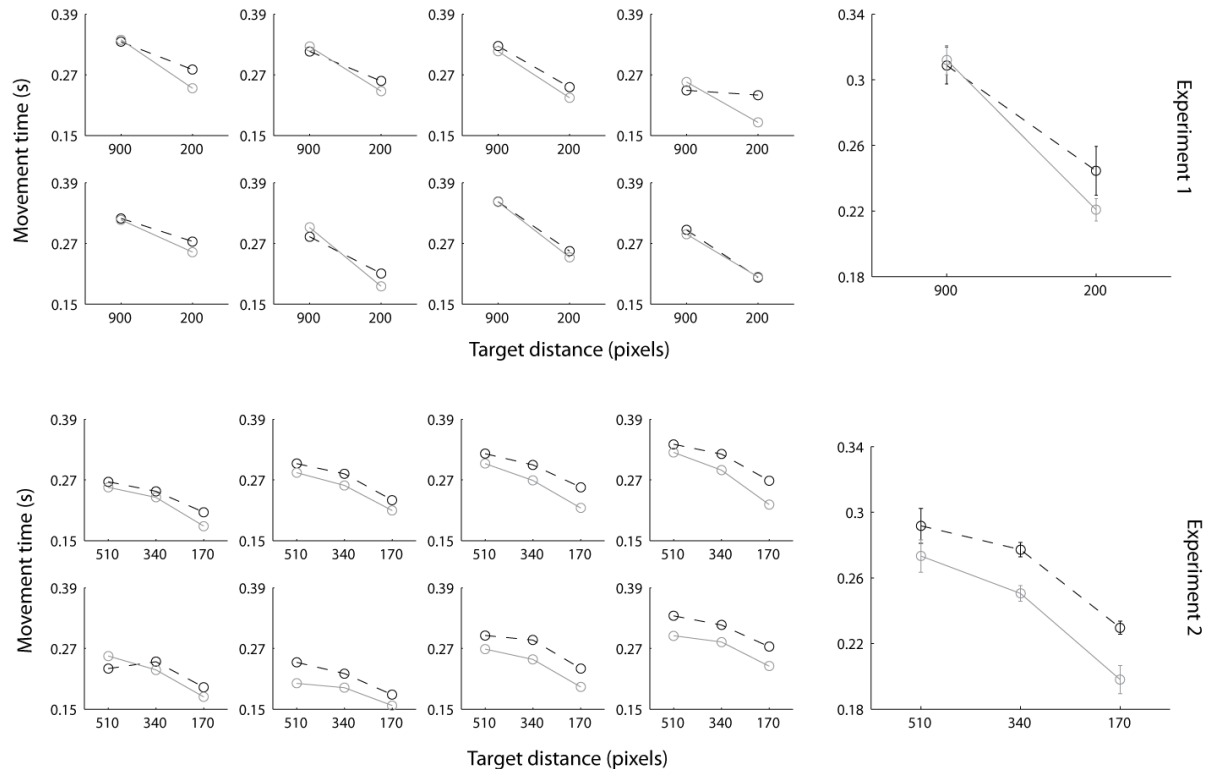 0.39 0.39 0.39 0.39 0.34
0.27 0.27 0.27 0.27 0.3
0.26
0.22
0.15 0.15 0.15 0.15
900 200 900 200 900 200 900 200
0.39 0.39 0.39 0.39
0.27 0.27 0.27 0.27
0.15 0.15 0.15 0.15 0.18
900 200 900 200 900 200 900 200 900 200
Movement time (s)
Target distance (pixels)
Experiment 1
0.39 0.39 0.39 0.39 0.34
0.27 0.27 0.27 0.27 0.3
0.15 0.15 0.15 0.15 0.26
510 340 170 510 340 170 510 340 170 510 340 170
0.39 0.39 0.39 0.39
0.27 0.27 0.27 0.27 0.22
0.15 0.15 0.15 0.15 0.18
510 340 170 510 340 170 510 340 170 510 340 170 510 340 170
Movement time (s)
Target distance (pixels)
Experiment 2